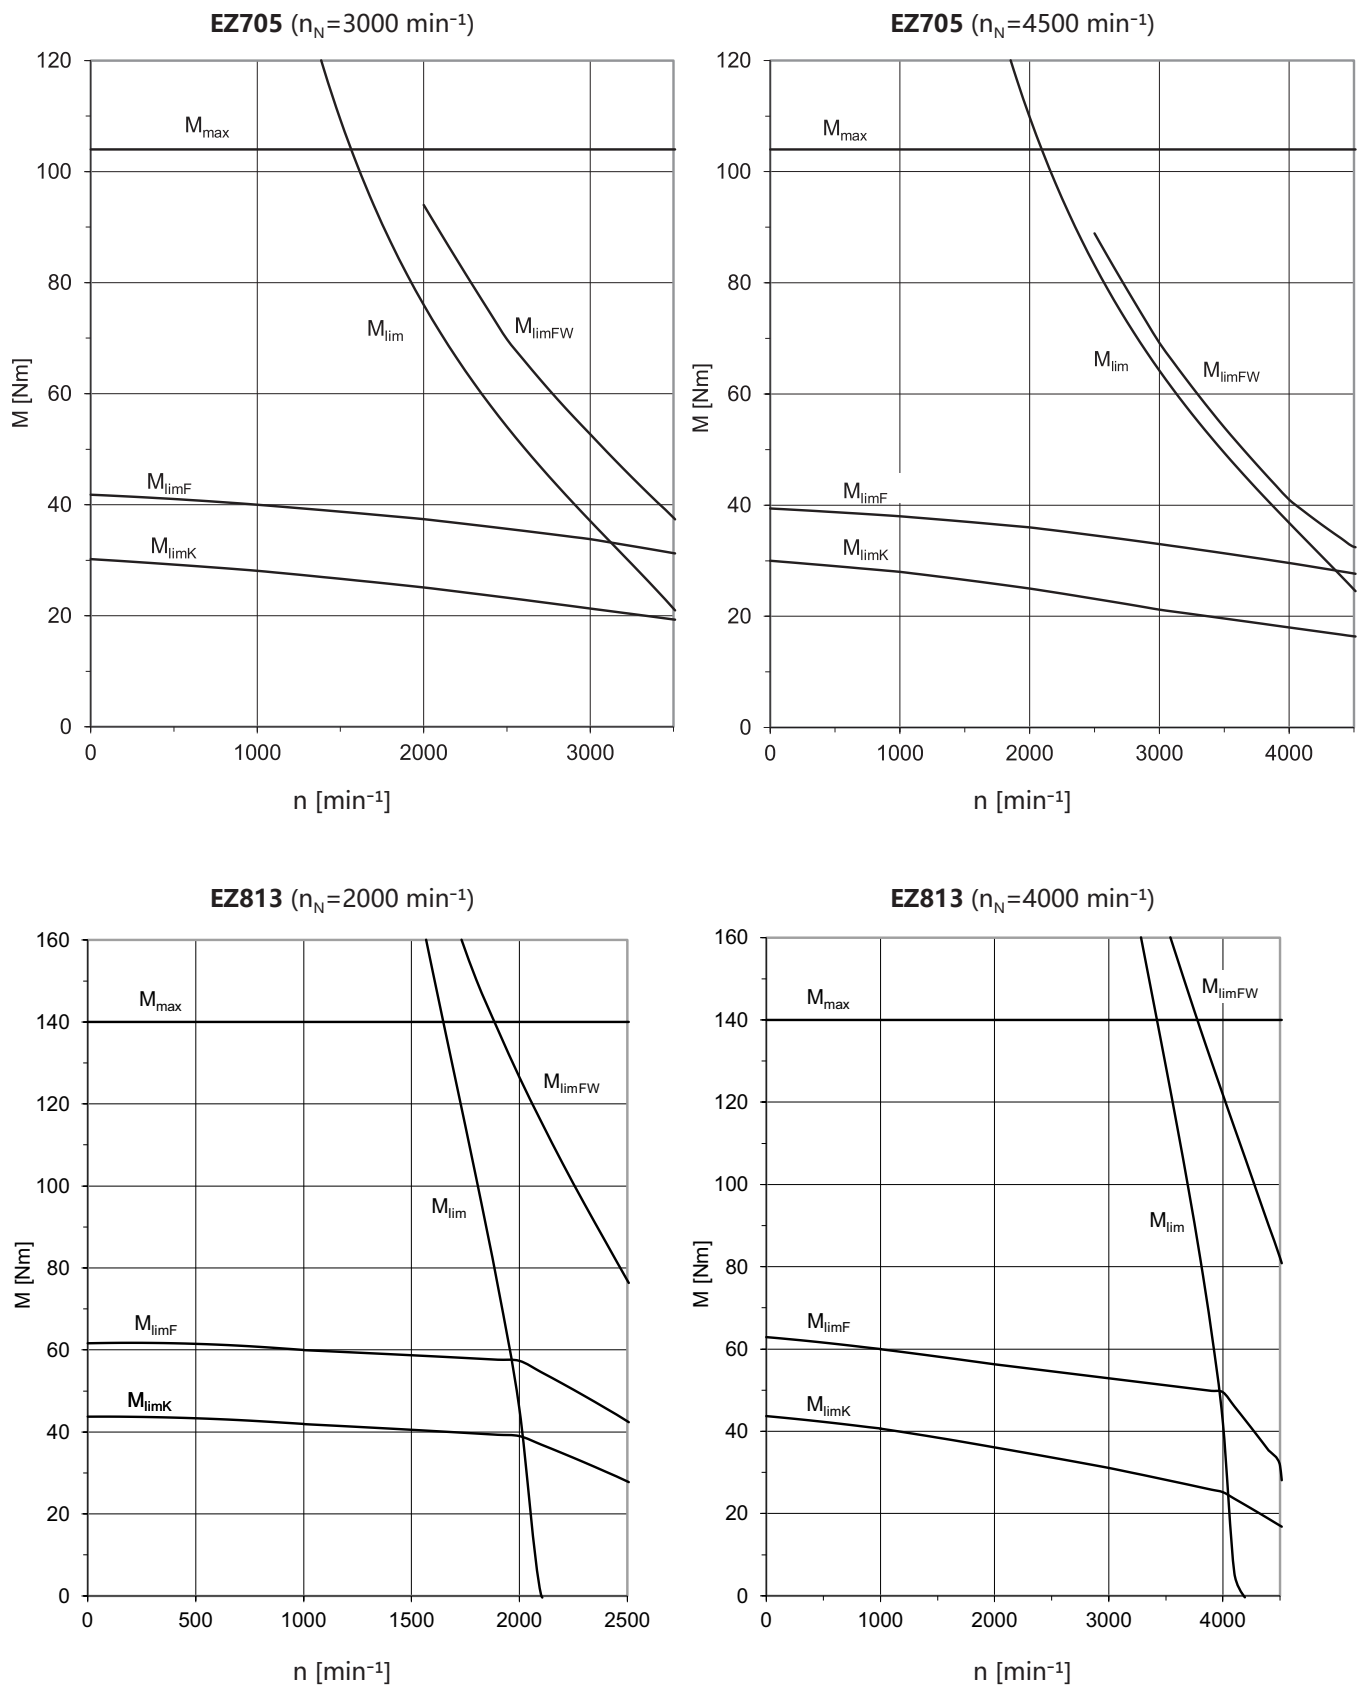 EZ705 (nN=3000 min⁻¹)
120
100
80
60
40
20
0
M [Nm]
Mmax
Mlim
MlimFW
MlimF
MlimK
0 1000 2000 3000
n [min⁻¹]
EZ705 (nN=4500 min⁻¹)
120
100
80
60
40
20
0
M [Nm]
Mmax
Mlim
MlimFW
MlimF
MlimK
0 1000 2000 3000 4000
n [min⁻¹]
EZ813 (nN=2000 min⁻¹)
160
140
120
100
80
60
40
20
0
M [Nm]
Mmax
MlimFW
Mlim
MlimF
MlimK
0 500 1000 1500 2000 2500
n [min⁻¹]
EZ813 (nN=4000 min⁻¹)
160
140
120
100
80
60
40
20
0
M [Nm]
MlimFW
Mmax
Mlim
MlimF
MlimK
0 1000 2000 3000 4000
n [min⁻¹]